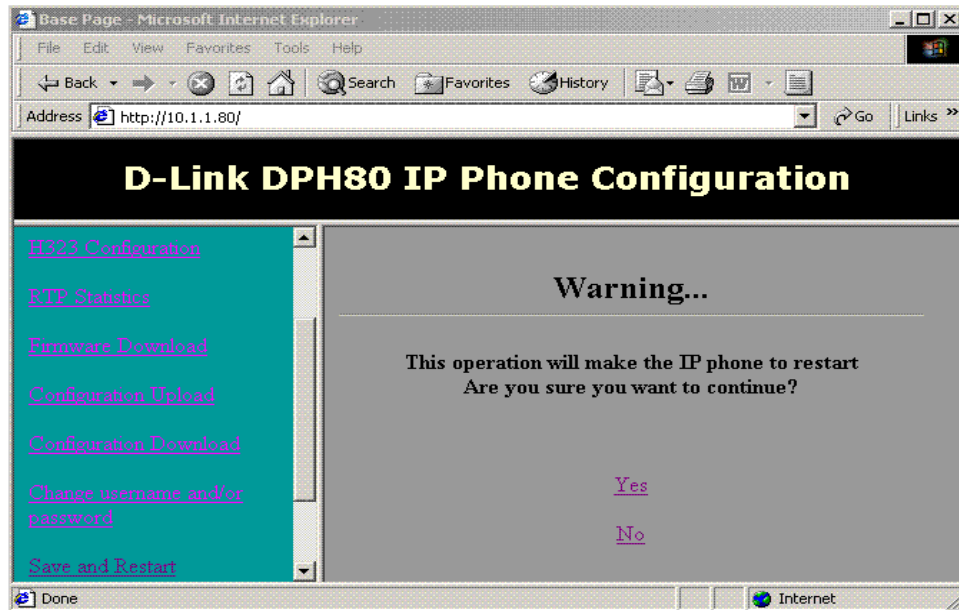 Base Page - Microsoft Internet Explorer
File Edit View Favorites Tools Help
Back Search Favorites History
Address http://10.1.1.80/ Go Links »
D-Link DPH80 IP Phone Configuration
H323 Configuration
RTP Statistics
Firmware Download
Configuration Upload
Configuration Download
Change username and/or
password
Save and Restart
Warning...
This operation will make the IP phone to restart
Are you sure you want to continue?
Yes
No
Done Internet